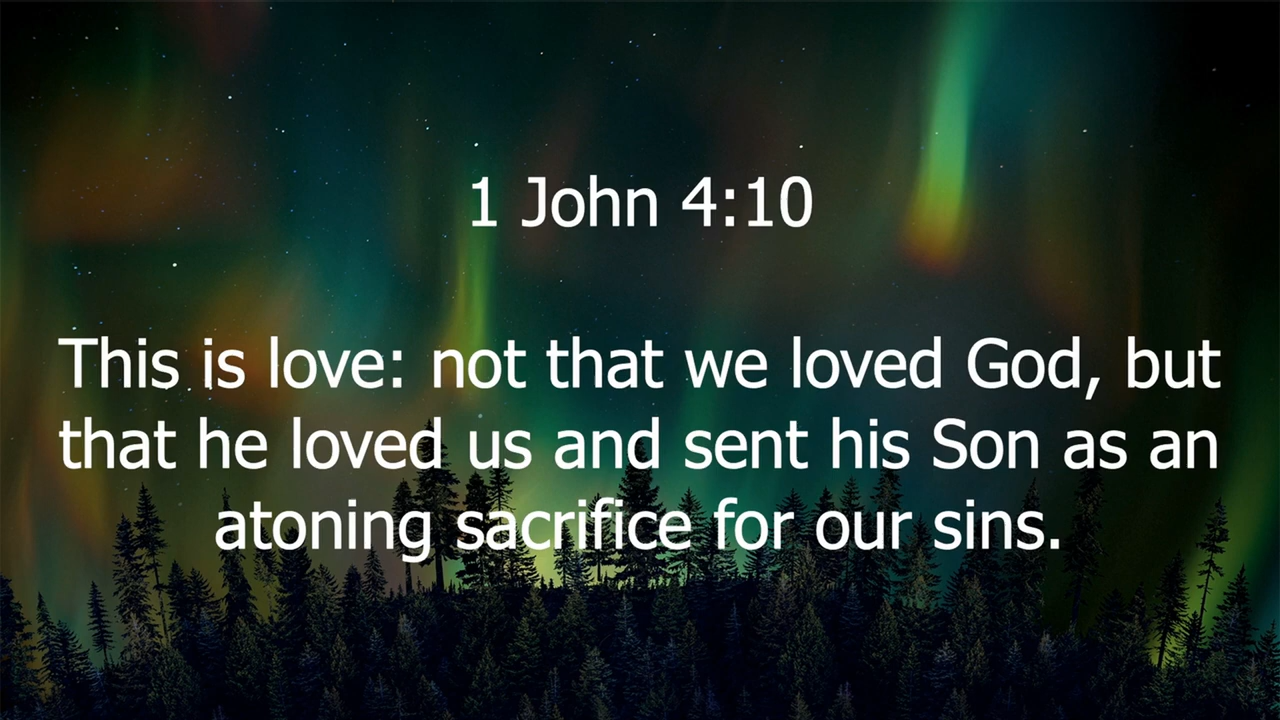 1 John 4:10
This is love: not that we loved God, but
that he loved us and sent his Son as an
atoning sacrifice for our sins.